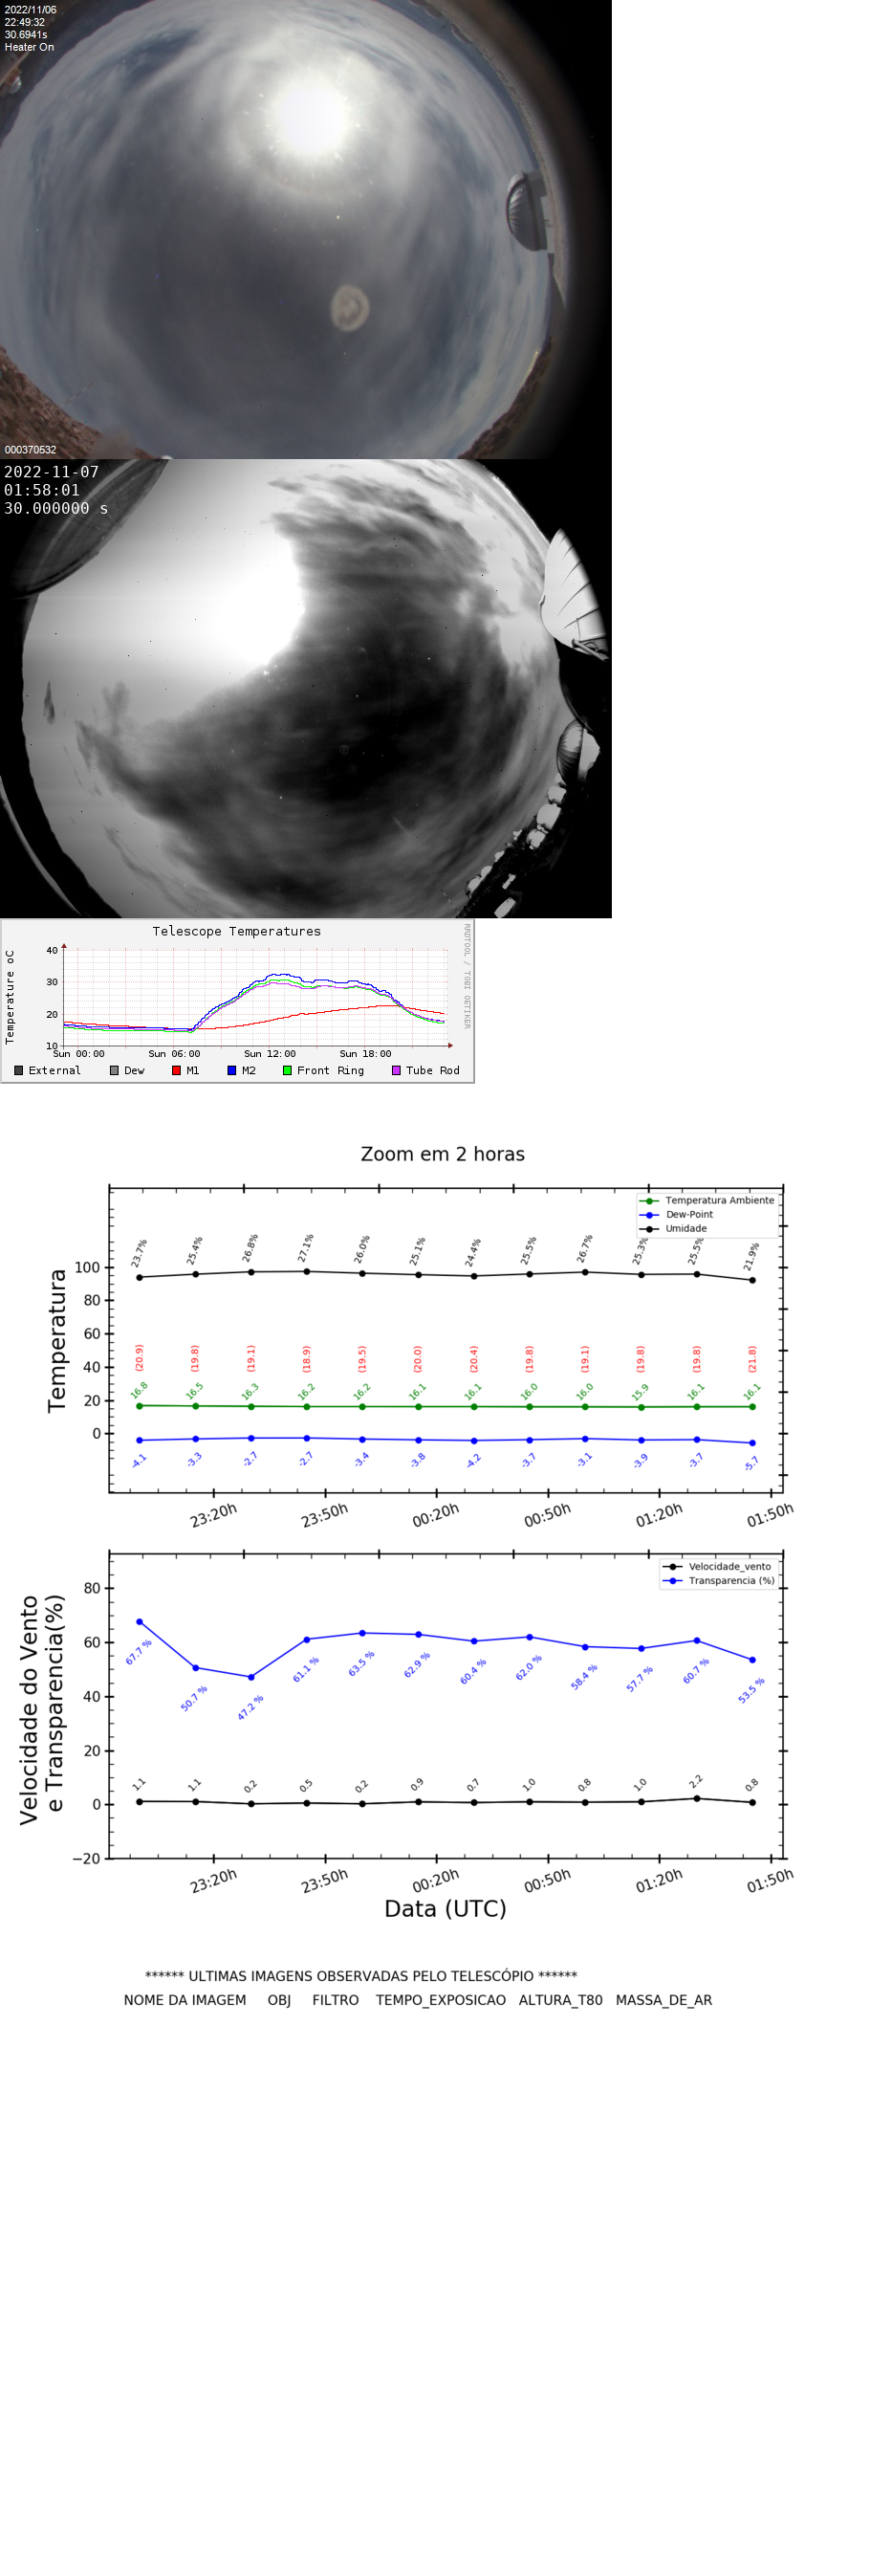 2022/11/06
22:49:32
30.6941s
Heater On
000370532
2022-11-07
01:58:01
30.000000 s
Telescope Temperatures
RRDTOOL / TOBI OETIKER
Temperature oC
40
30
20
10
Sun 00:00 Sun 06:00 Sun 12:00 Sun 18:00
External Dew M1 M2 Front Ring Tube Rod
Zoom em 2 horas
Temperatura Ambiente
Dew-Point
Umidade
Temperatura
100
80
60
40
20
0
23.7% 25.4% 26.8% 27.1% 26.0% 25.1% 24.4% 25.5% 26.7% 25.3% 25.5% 21.9%
(20.9) (19.8) (19.1) (18.9) (19.5) (20.0) (20.4) (19.8) (19.1) (19.8) (19.8) (21.8)
16.8 16.5 16.3 16.2 16.2 16.1 16.1 16.0 16.0 15.9 16.1 16.1
-4.1 -3.3 -2.7 -2.7 -3.4 -3.8 -4.2 -3.7 -3.1 -3.9 -3.7 -5.7
23:20h 23:50h 00:20h 00:50h 01:20h 01:50h
Velocidade_vento
Transparencia (%)
Velocidade do Vento
e Transparencia(%)
80
60
40
20
0
−20
67.7 % 50.7 % 47.2 % 61.1 % 63.5 % 62.9 % 60.4 % 62.0 % 58.4 % 57.7 % 60.7 % 53.5 %
1.1 1.1 0.2 0.5 0.2 0.9 0.7 1.0 0.8 1.0 2.2 0.8
23:20h 23:50h 00:20h 00:50h 01:20h 01:50h
Data (UTC)
****** ULTIMAS IMAGENS OBSERVADAS PELO TELESCÓPIO ******
NOME DA IMAGEM OBJ FILTRO TEMPO_EXPOSICAO ALTURA_T80 MASSA_DE_AR